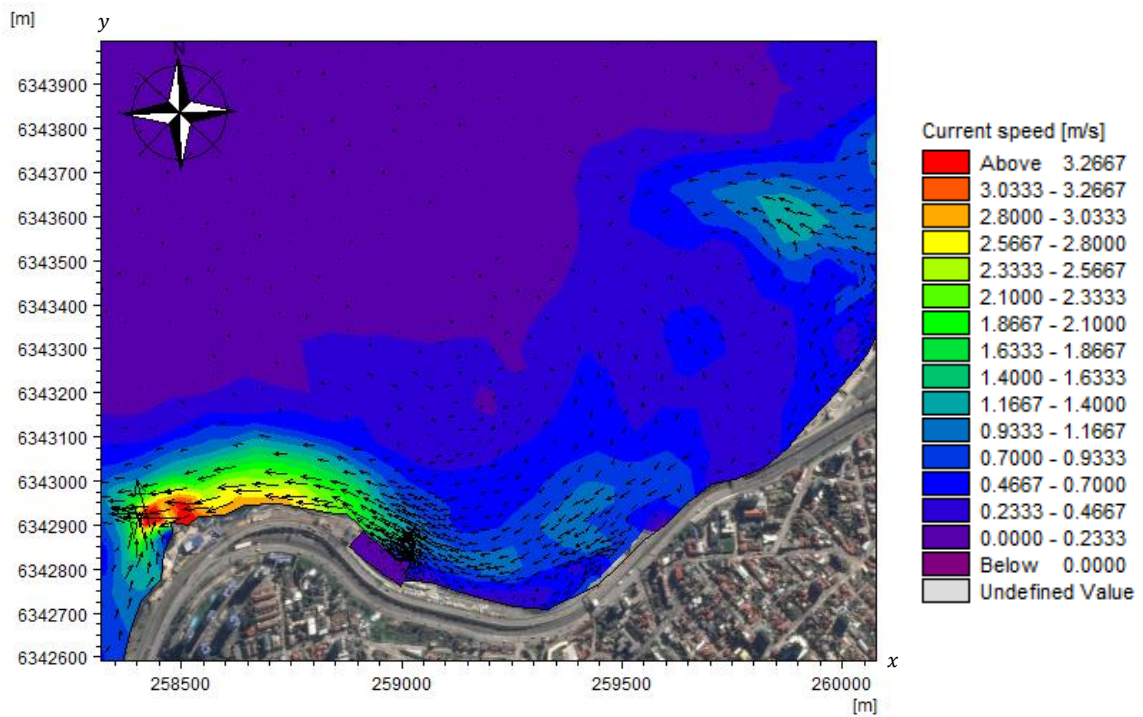 [m]
y
N
6343900
6343800
6343700
6343600
6343500
6343400
6343300
6343200
6343100
6343000
6342900
6342800
6342700
6342600
258500
259000
259500
260000
x
[m]
Current speed [m/s]
Above 3.2667
3.0333 - 3.2667
2.8000 - 3.0333
2.5667 - 2.8000
2.3333 - 2.5667
2.1000 - 2.3333
1.8667 - 2.1000
1.6333 - 1.8667
1.4000 - 1.6333
1.1667 - 1.4000
0.9333 - 1.1667
0.7000 - 0.9333
0.4667 - 0.7000
0.2333 - 0.4667
0.0000 - 0.2333
Below 0.0000
Undefined Value